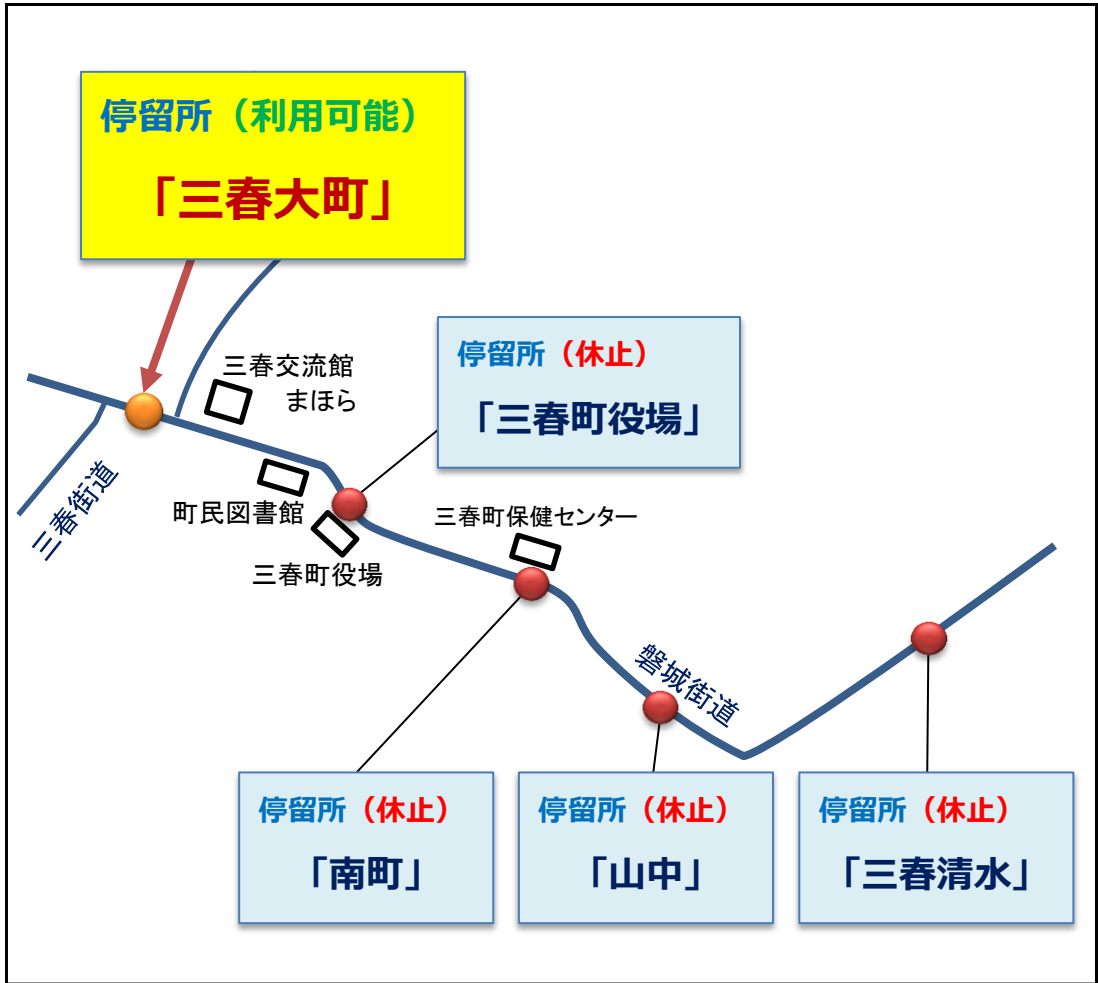 停留所（利用可能）
「三春大町」
停留所（休止）
「三春町役場」
三春交流館
まほら
町民図書館
三春町役場
三春町保健センター
三春街道
磐城街道
停留所（休止）
「南町」
停留所（休止）
「山中」
停留所（休止）
「三春清水」